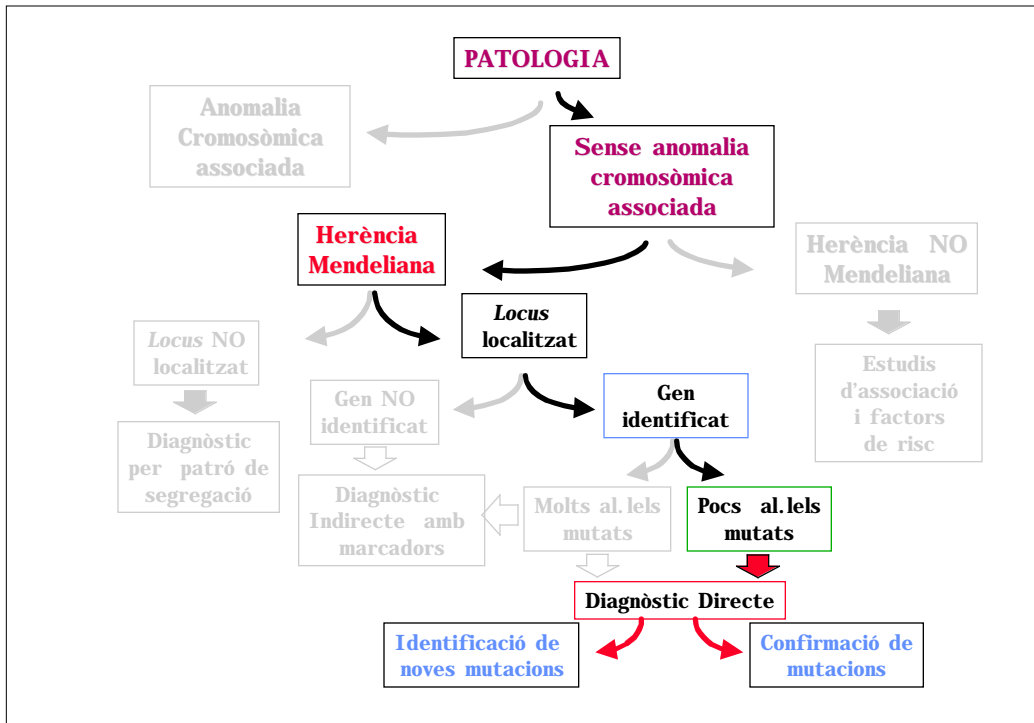 PATOLOGIA
Anomalia
Cromosòmica
associada
Sense anomalia
cromosòmica
associada
Herència
Mendeliana
Herència NO
Mendeliana
Locus NO
localitzat
Locus
localitzat
Estudis
d'associació
i factors
de risc
Gen NO
identificat
Gen
identificat
Diagnòstic
per patró de
segregació
Diagnòstic
Indirecte amb
marcadors
Molts al.lels
mutats
Pocs al.lels
mutats
Diagnòstic Directe
Identificació de
noves mutacions
Confirmació de
mutacions